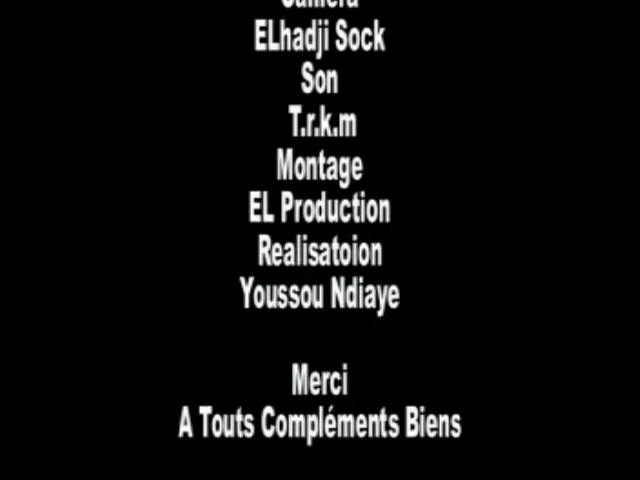 ELhadji Sock
Son
T.r.k.m
Montage
EL Production
Realisatoion
Youssou Ndiaye
Merci
A Touts Compléments Biens